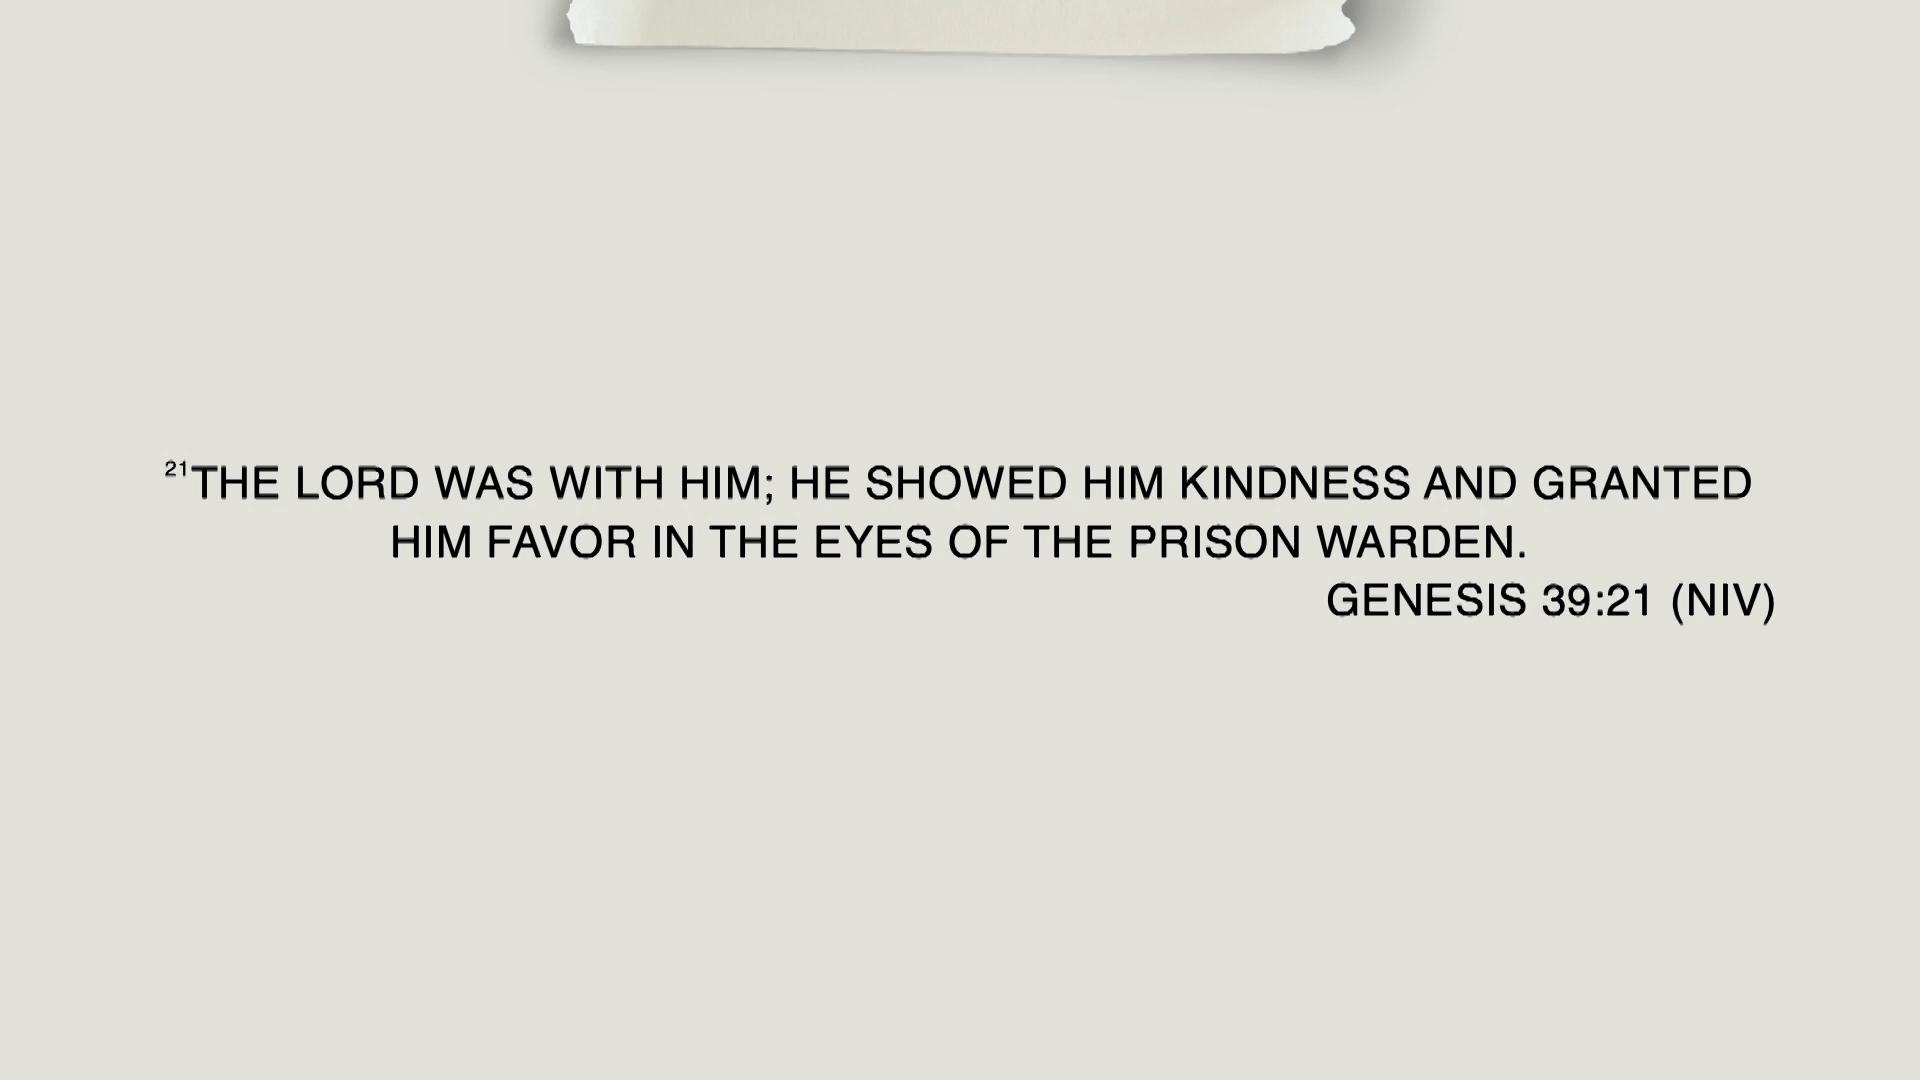 ²¹THE LORD WAS WITH HIM; HE SHOWED HIM KINDNESS AND GRANTED
HIM FAVOR IN THE EYES OF THE PRISON WARDEN.
GENESIS 39:21 (NIV)